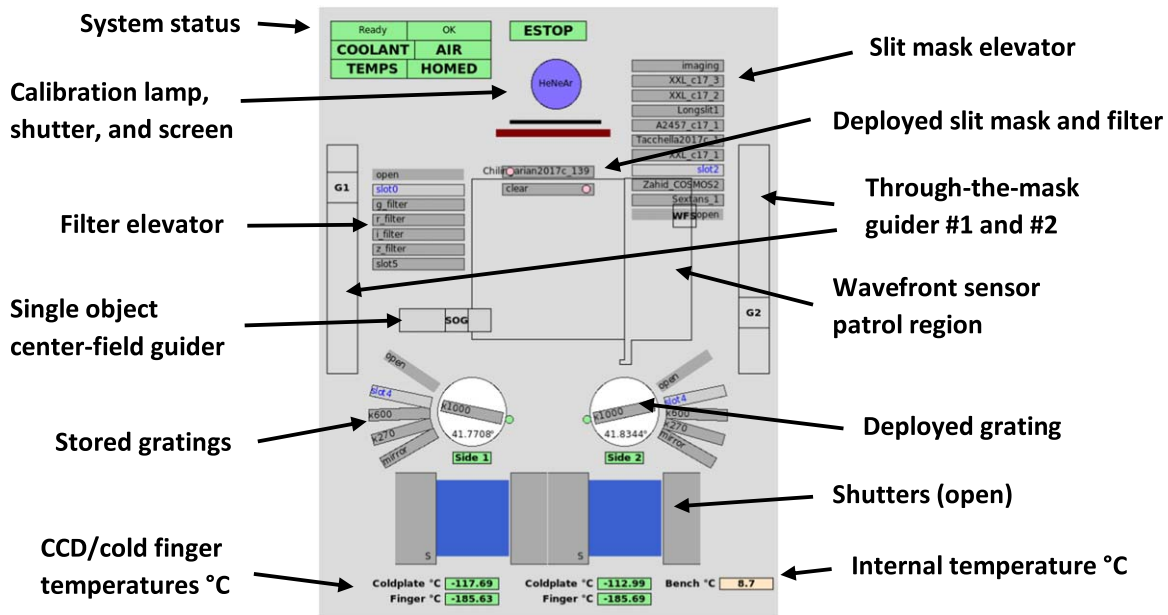 System status
Ready OK
COOLANT AIR
TEMPS HOMED
ESTOP
Slit mask elevator
Calibration lamp,
shutter, and screen
HeNeAr
imaging
XXL_c17_3
XXL_c17_2
Longslit1
A2457_c17_1
Tacchella2017c_1
XXL_c17_1
slot2
Zahid_COSMOS2
Sextans_1
open
WFS
Deployed slit mask and filter
clear
G1
open
slot0
g_filter
r_filter
i_filter
z_filter
slot5
Filter elevator
Through-the-mask
guider #1 and #2
G2
Single object
center-field guider
SOG
Wavefront sensor
patrol region
open
slot4
k600
k270
mirror
k1000
41.7708°
Side 1
open
slot4
k600
k270
mirror
k1000
41.8344°
Side 2
Stored gratings
Deployed grating
Shutters (open)
S
S
CCD/cold finger
temperatures °C
Coldplate °C -117.69
Finger °C -185.63
Coldplate °C -112.99
Finger °C -185.69
Bench °C 8.7
Internal temperature °C